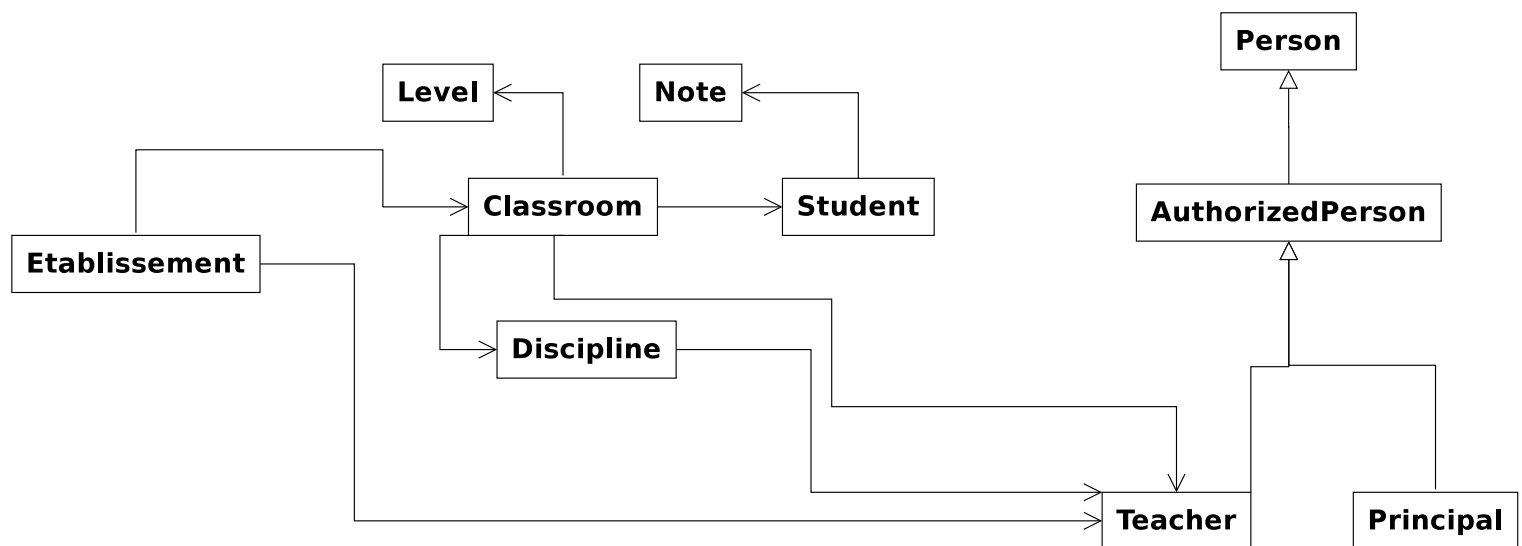 Person
Level
Note
Classroom
Student
AuthorizedPerson
Etablissement
Discipline
Teacher
Principal